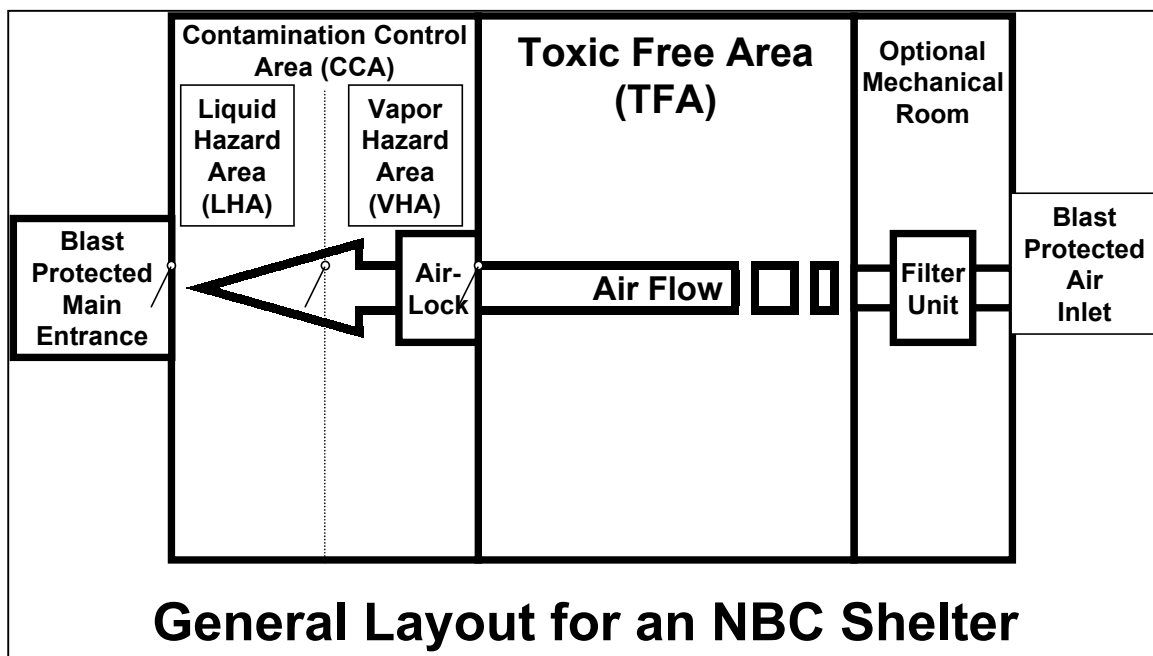 Contamination Control
Area (CCA)
Liquid
Hazard
Area
(LHA)
Vapor
Hazard
Area
(VHA)
Toxic Free Area
(TFA)
Optional
Mechanical
Room
Blast
Protected
Main
Entrance
Air-
Lock
Air Flow
Filter
Unit
Blast
Protected
Air
Inlet
General Layout for an NBC Shelter